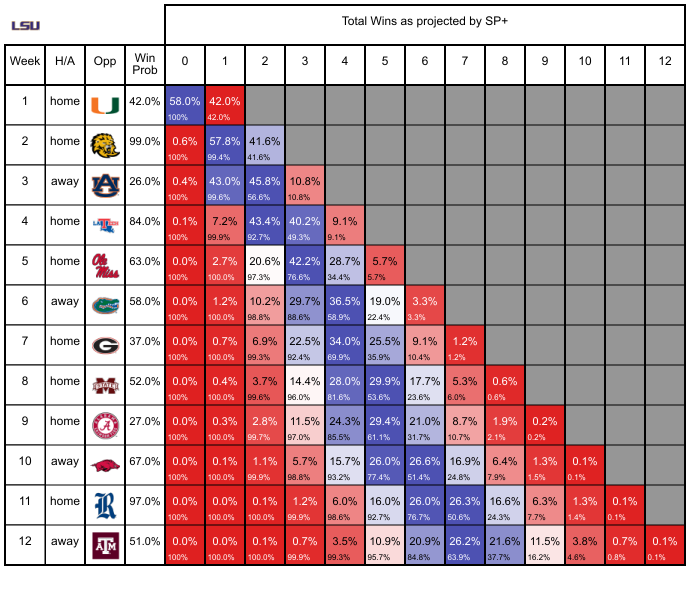 LSU
Total Wins as projected by SP+
Week H/A Opp Win Prob 0 1 2 3 4 5 6 7 8 9 10 11 12
1 home 42.0% 58.0% 42.0%
100% 42.0%
2 home 99.0% 0.6% 57.8% 41.6%
100% 99.4% 41.6%
3 away 26.0% 0.4% 43.0% 45.8% 10.8%
100% 99.6% 56.6% 10.8%
4 home LA TECH 84.0% 0.1% 7.2% 43.4% 40.2% 9.1%
100% 99.9% 92.7% 49.3% 9.1%
5 home Ole Miss 63.0% 0.0% 2.7% 20.6% 42.2% 28.7% 5.7%
100% 100.0% 97.3% 76.6% 34.4% 5.7%
6 away 58.0% 0.0% 1.2% 10.2% 29.7% 36.5% 19.0% 3.3%
100% 100.0% 98.8% 88.6% 58.9% 22.4% 3.3%
7 home G 37.0% 0.0% 0.7% 6.9% 22.5% 34.0% 25.5% 9.1% 1.2%
100% 100.0% 99.3% 92.4% 69.9% 35.9% 10.4% 1.2%
8 home 52.0% 0.0% 0.4% 3.7% 14.4% 28.0% 29.9% 17.7% 5.3% 0.6%
100% 100.0% 99.6% 96.0% 81.6% 53.6% 23.6% 6.0% 0.6%
9 home 27.0% 0.0% 0.3% 2.8% 11.5% 24.3% 29.4% 21.0% 8.7% 1.9% 0.2%
100% 100.0% 99.7% 97.0% 85.5% 61.1% 31.7% 10.7% 2.1% 0.2%
10 away 67.0% 0.0% 0.1% 1.1% 5.7% 15.7% 26.0% 26.6% 16.9% 6.4% 1.3% 0.1%
100% 100.0% 99.9% 98.8% 93.2% 77.4% 51.4% 24.8% 7.9% 1.5% 0.1%
11 home R 97.0% 0.0% 0.0% 0.1% 1.2% 6.0% 16.0% 26.0% 26.3% 16.6% 6.3% 1.3% 0.1%
100% 100.0% 100.0% 99.9% 98.6% 92.7% 76.7% 50.6% 24.3% 7.7% 1.4% 0.1%
12 away ATM 51.0% 0.0% 0.0% 0.1% 0.7% 3.5% 10.9% 20.9% 26.2% 21.6% 11.5% 3.8% 0.7% 0.1%
100% 100.0% 100.0% 99.9% 99.3% 95.7% 84.8% 63.9% 37.7% 16.2% 4.6% 0.8% 0.1%